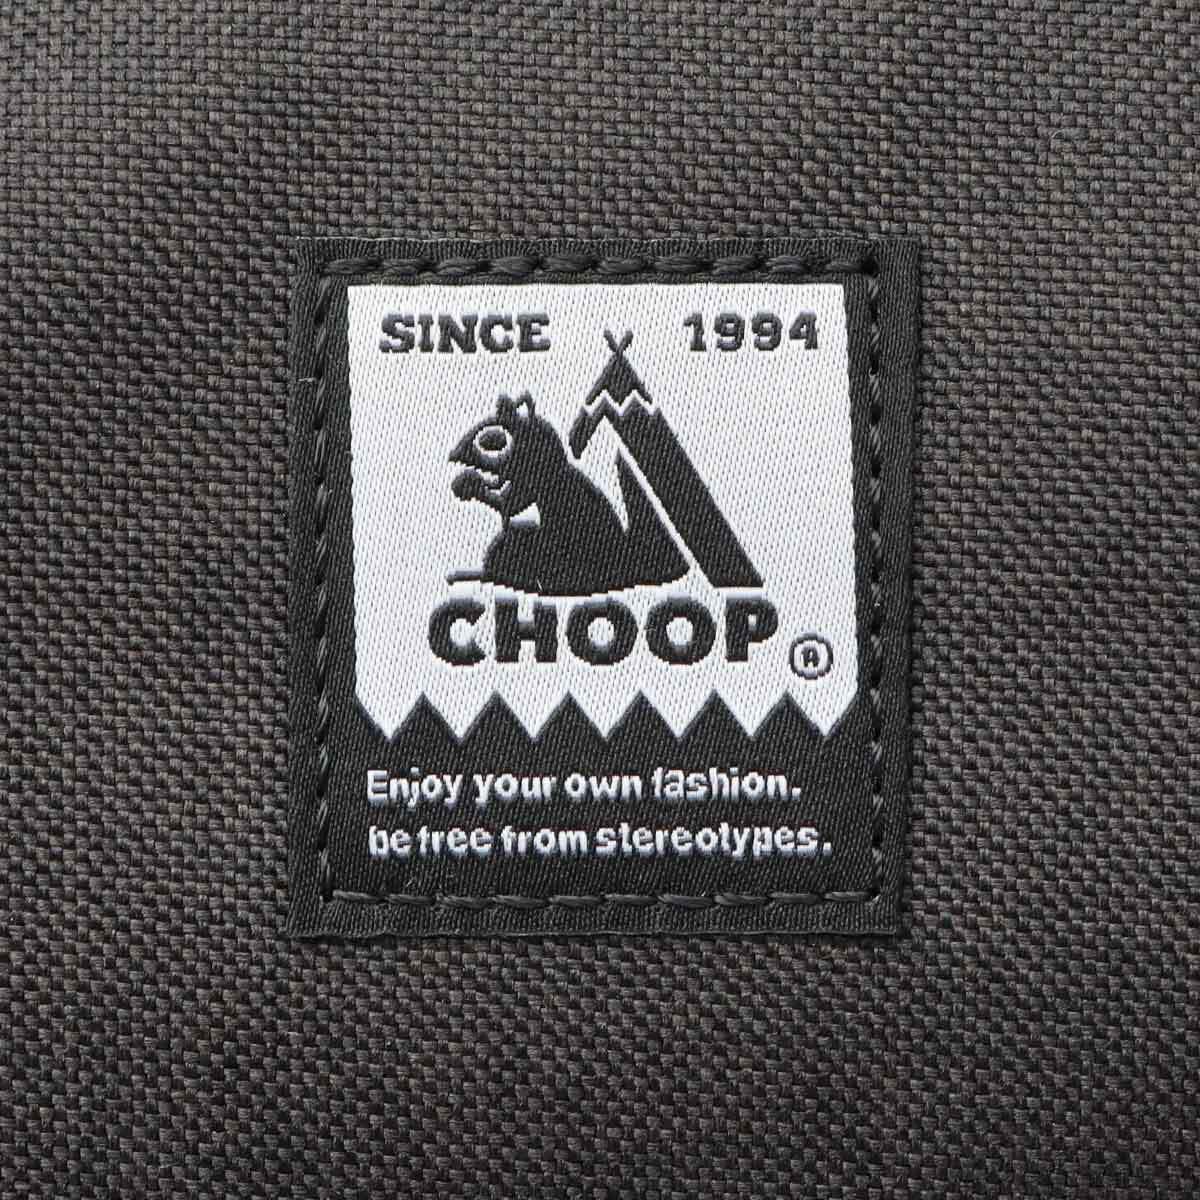 SINCE 1994
CHOOP ®
Enjoy your own fashion.
be free from stereotypes.